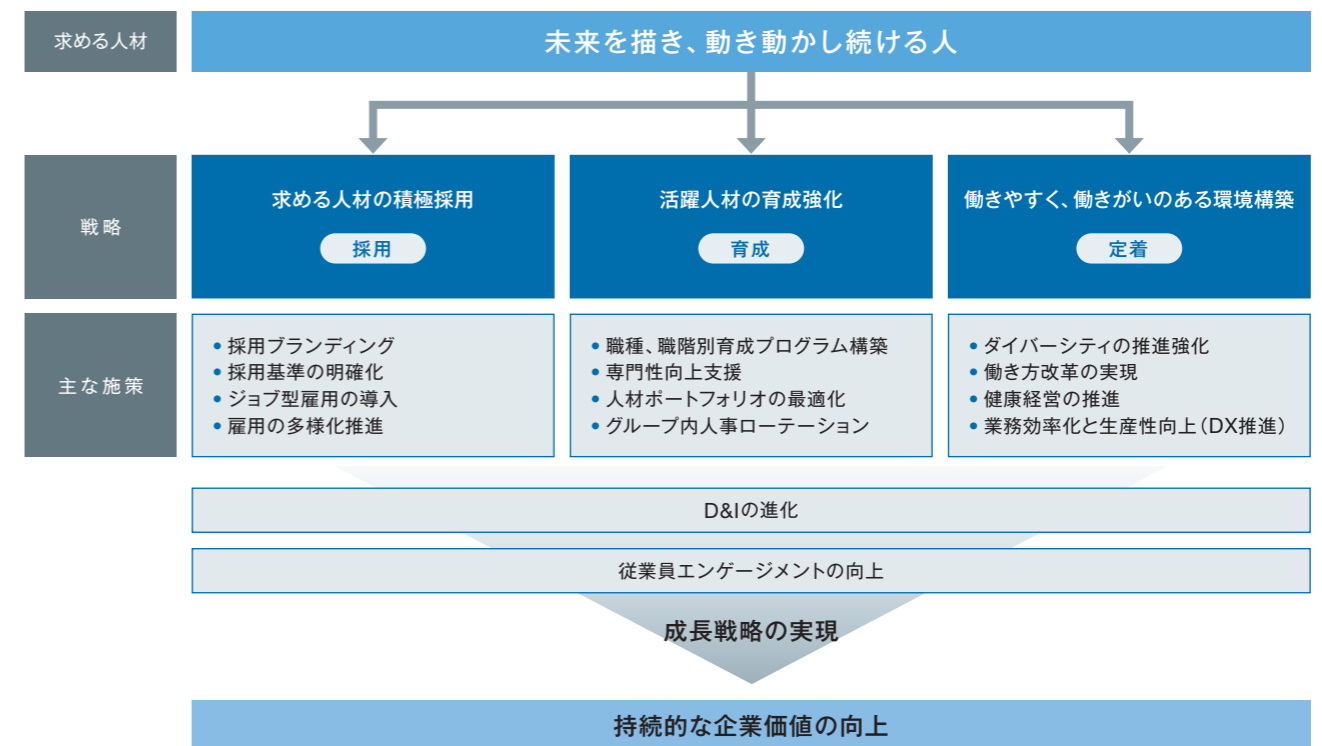 求める人材
未来を描き、動き動かし続ける人
戦略
求める人材の積極採用
採用
活躍人材の育成強化
育成
働きやすく、働きがいのある環境構築
定着
主な施策
• 採用ブランディング
• 採用基準の明確化
• ジョブ型雇用の導入
• 雇用の多様化推進
• 職種、職階別育成プログラム構築
• 専門性向上支援
• 人材ポートフォリオの最適化
• グループ内人事ローテーション
• ダイバーシティの推進強化
• 働き方改革の実現
• 健康経営の推進
• 業務効率化と生産性向上（DX推進）
D&Iの進化
従業員エンゲージメントの向上
成長戦略の実現
持続的な企業価値の向上